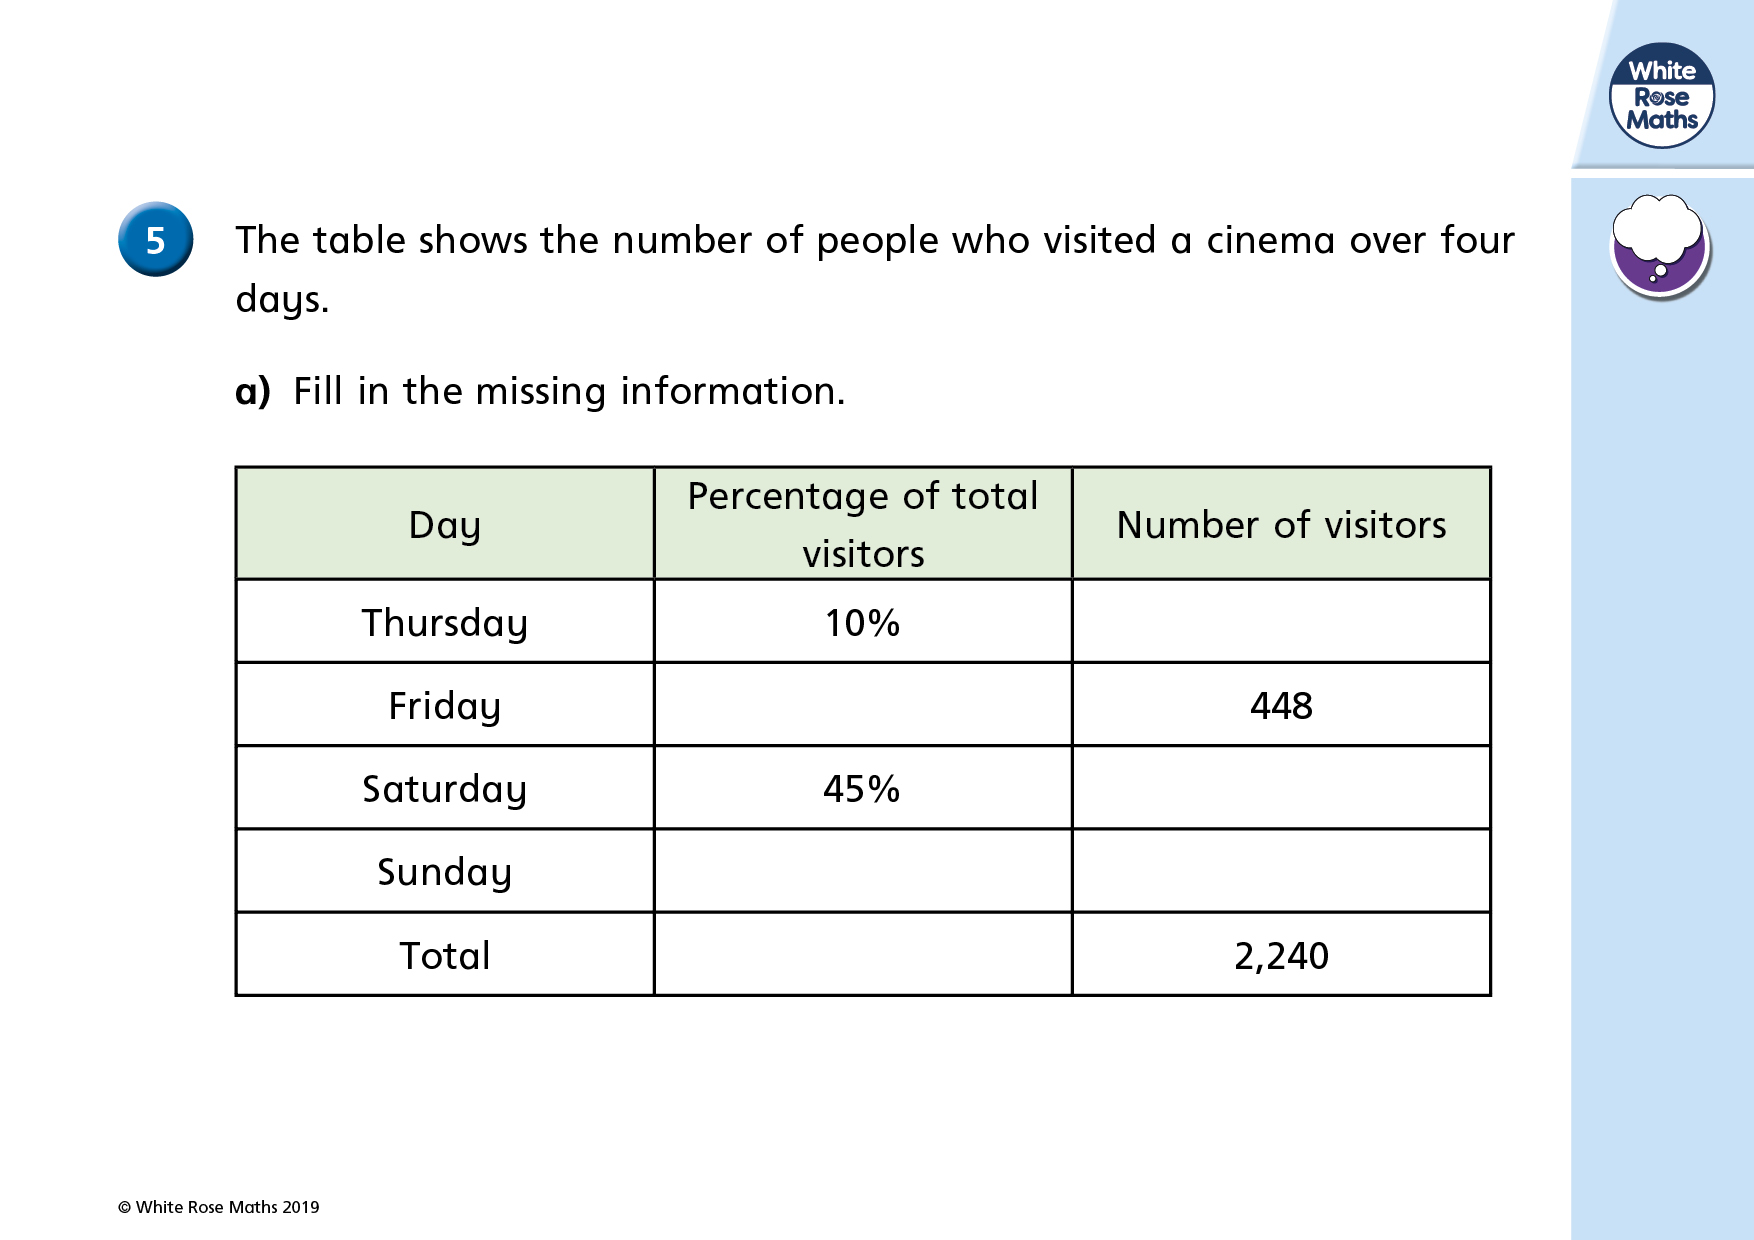 White
Rose
Maths
5 The table shows the number of people who visited a cinema over four
days.
a) Fill in the missing information.
Day Percentage of total visitors Number of visitors
Thursday 10%
Friday 448
Saturday 45%
Sunday
Total 2,240
© White Rose Maths 2019